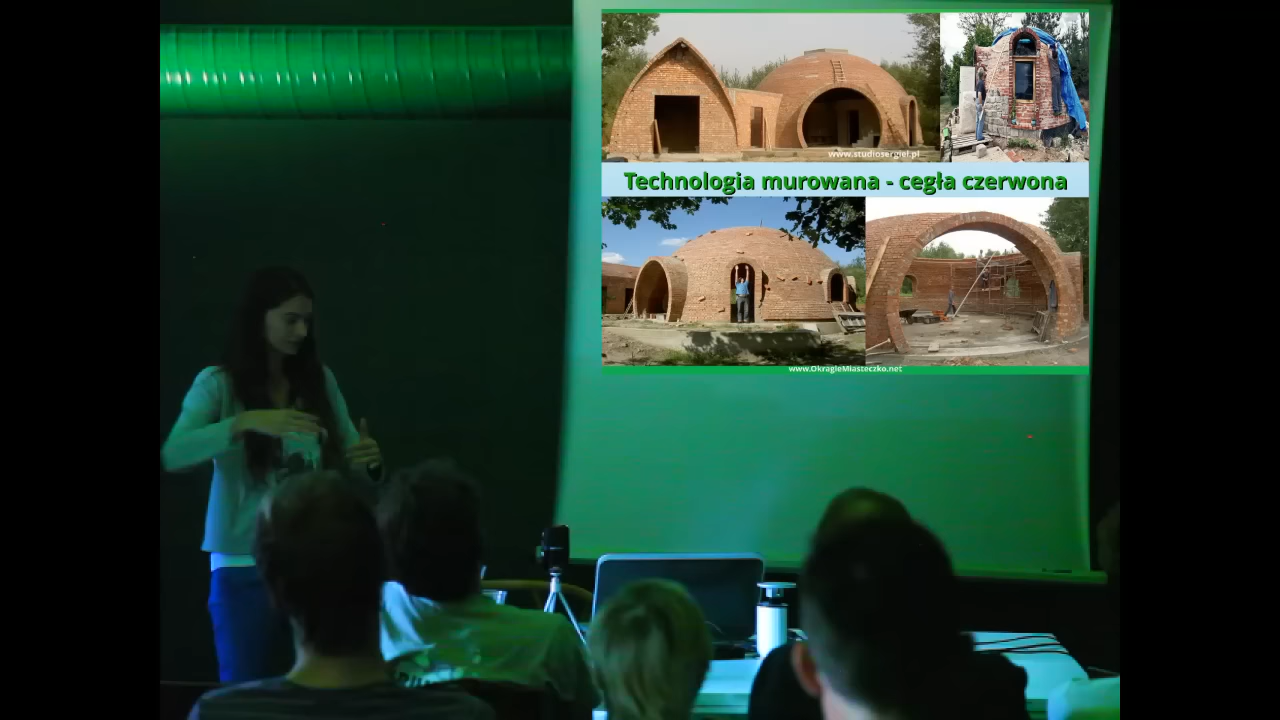 www.studiosergiel.pl
Technologia murowana - cegła czerwona
www.OkragleMiasteczko.net